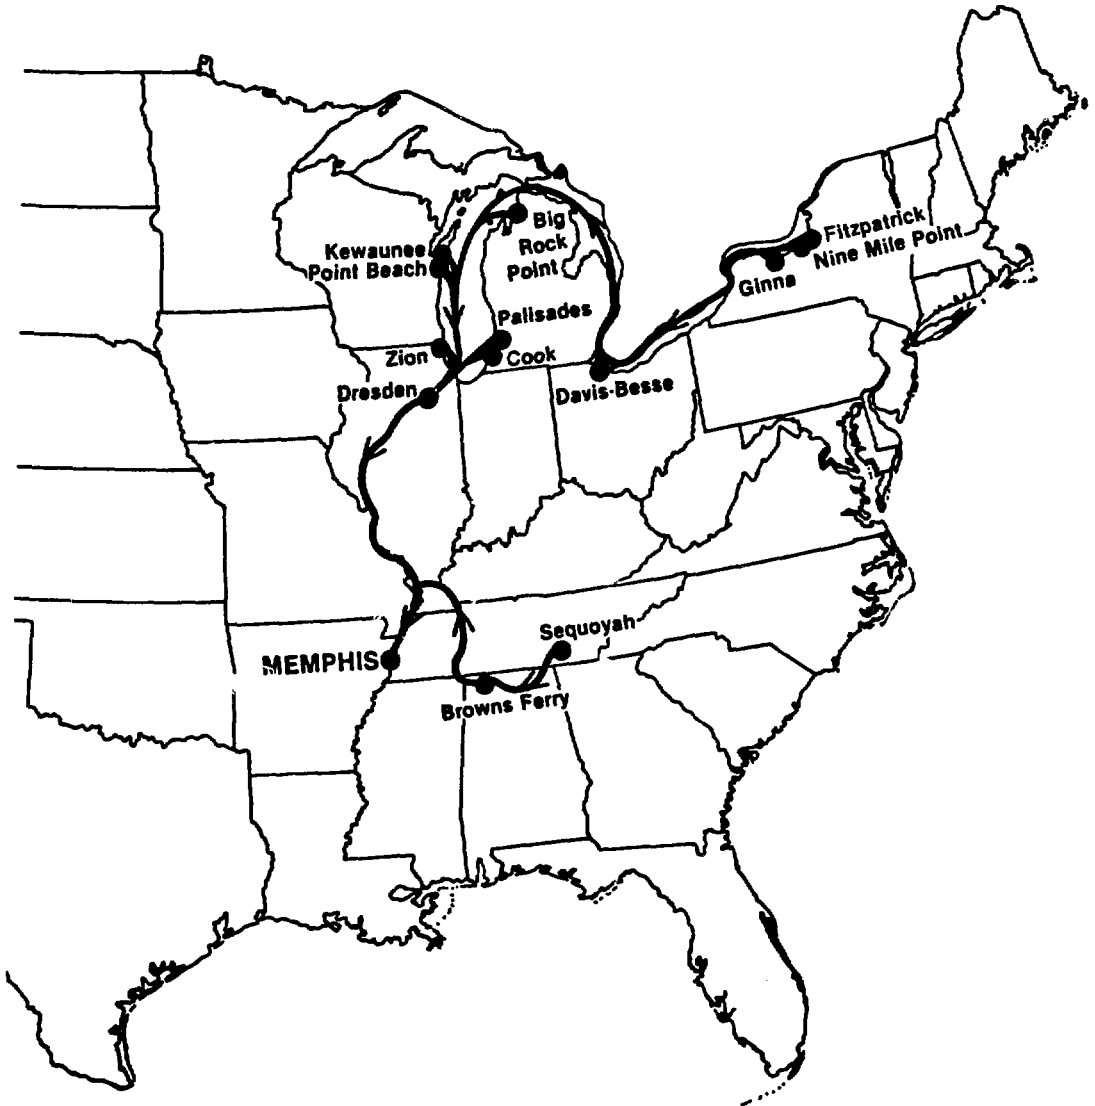 Fitzpatrick
Nine Mile Point
Ginna
Big
Rock
Point
Kewaunee
Point Beach
Palisades
Zion
Cook
Dresden
Davis-Besse
Sequoyah
MEMPHIS
Browns Ferry